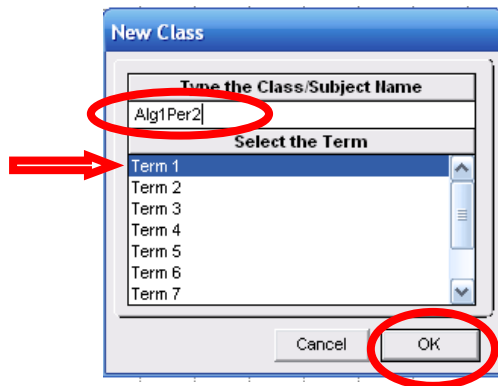 New Class
Type the Class/Subject Name
Alg1Per2
Select the Term
Term 1
Term 2
Term 3
Term 4
Term 5
Term 6
Term 7
Cancel OK